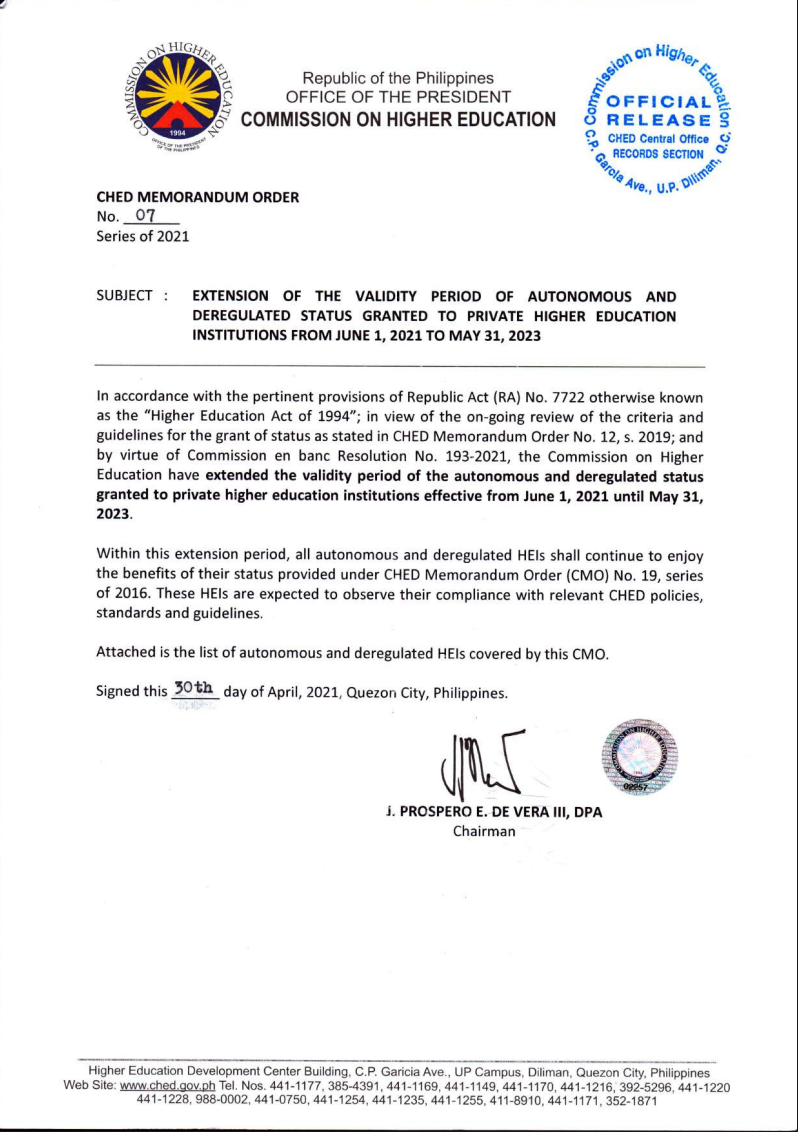 COMMISSION ON HIGHER EDUCATION
1994
OFFICE OF THE PRESIDENT
OF THE PHILIPPINES
Republic of the Philippines
OFFICE OF THE PRESIDENT
COMMISSION ON HIGHER EDUCATION
Commission on Higher Education
OFFICIAL
RELEASE
CHED Central Office
RECORDS SECTION
C.P. Garcia Ave., U.P. Diliman, Q.C.
CHED MEMORANDUM ORDER
No. 07
Series of 2021
SUBJECT : EXTENSION OF THE VALIDITY PERIOD OF AUTONOMOUS AND
DEREGULATED STATUS GRANTED TO PRIVATE HIGHER EDUCATION
INSTITUTIONS FROM JUNE 1, 2021 TO MAY 31, 2023
In accordance with the pertinent provisions of Republic Act (RA) No. 7722 otherwise known
as the “Higher Education Act of 1994”; in view of the on-going review of the criteria and
guidelines for the grant of status as stated in CHED Memorandum Order No. 12, s. 2019; and
by virtue of Commission en banc Resolution No. 193-2021, the Commission on Higher
Education have extended the validity period of the autonomous and deregulated status
granted to private higher education institutions effective from June 1, 2021 until May 31,
2023.
Within this extension period, all autonomous and deregulated HEIs shall continue to enjoy
the benefits of their status provided under CHED Memorandum Order (CMO) No. 19, series
of 2016. These HEIs are expected to observe their compliance with relevant CHED policies,
standards and guidelines.
Attached is the list of autonomous and deregulated HEIs covered by this CMO.
Signed this 30th day of April, 2021, Quezon City, Philippines.
COMMISSION ON HIGHER EDUCATION
02257
J. PROSPERO E. DE VERA III, DPA
Chairman
Higher Education Development Center Building, C.P. Garicia Ave., UP Campus, Diliman, Quezon City, Philippines
Web Site: www.ched.gov.ph Tel. Nos. 441-1177, 385-4391, 441-1169, 441-1149, 441-1170, 441-1216, 392-5296, 441-1220
441-1228, 988-0002, 441-0750, 441-1254, 441-1235, 441-1255, 411-8910, 441-1171, 352-1871